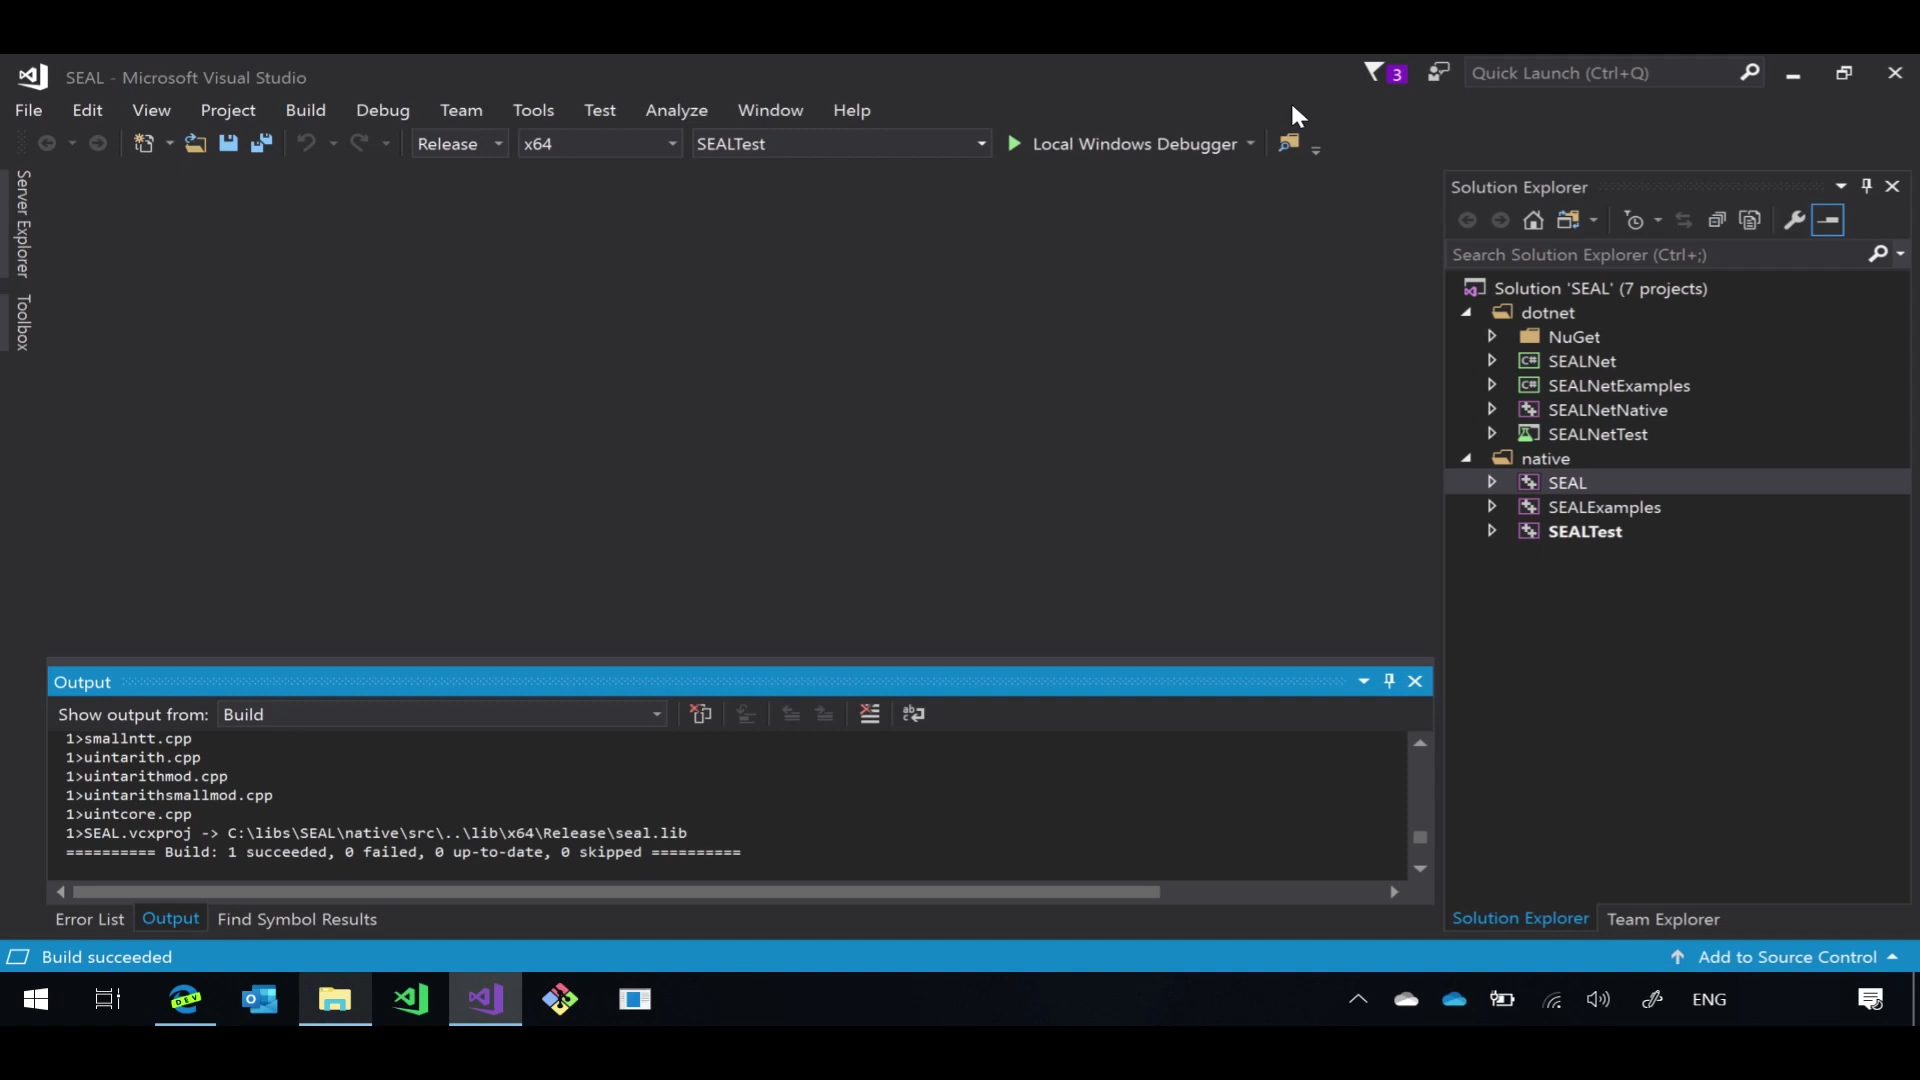 SEAL - Microsoft Visual Studio
3
Quick Launch (Ctrl+Q)
File Edit View Project Build Debug Team Tools Test Analyze Window Help
Release x64 SEALTest Local Windows Debugger
Server Explorer
Toolbox
Solution Explorer
Search Solution Explorer (Ctrl+;)
Solution 'SEAL' (7 projects)
dotnet
NuGet
C# SEALNet
C# SEALNetExamples
SEALNetNative
SEALNetTest
native
SEAL
SEALExamples
SEALTest
Output
Show output from: Build
1>smallntt.cpp
1>uintarith.cpp
1>uintarithmod.cpp
1>uintarithsmallmod.cpp
1>uintcore.cpp
1>SEAL.vcxproj -> C:\libs\SEAL\native\src\..\lib\x64\Release\seal.lib
========== Build: 1 succeeded, 0 failed, 0 up-to-date, 0 skipped ==========
Error List Output Find Symbol Results
Solution Explorer Team Explorer
Build succeeded
Add to Source Control
DEV
ENG